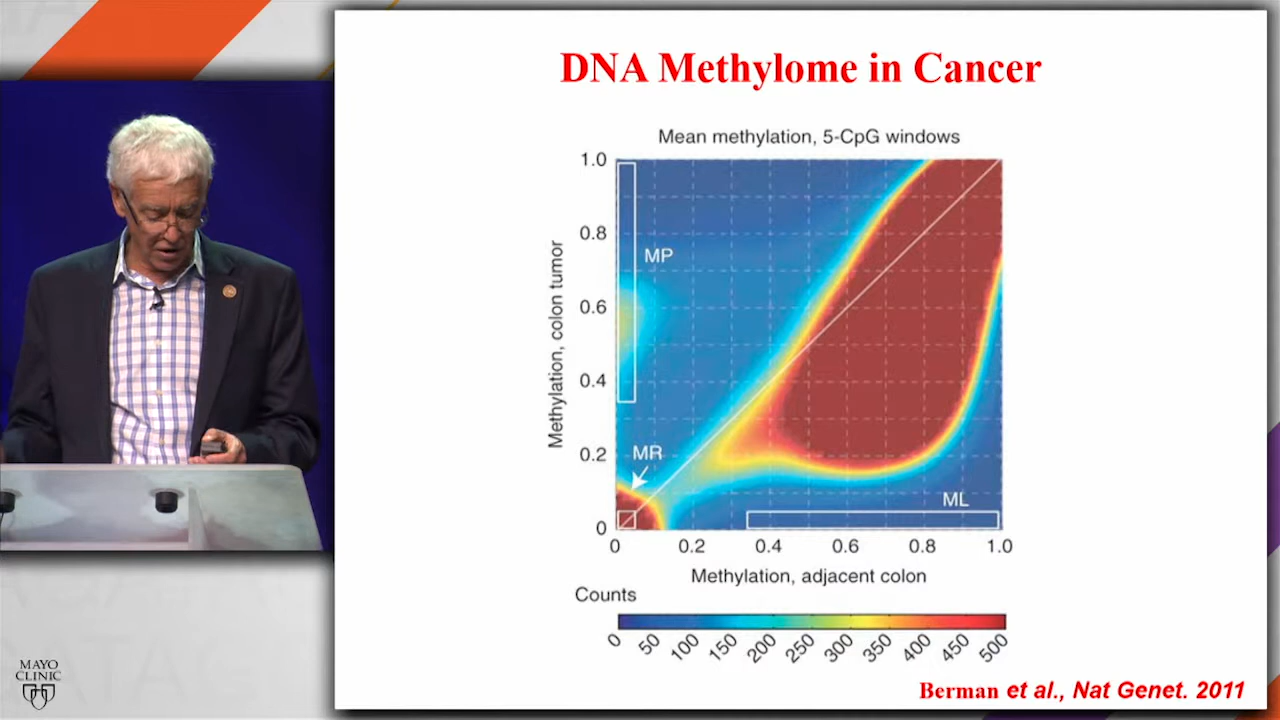 DNA Methylome in Cancer
Mean methylation, 5-CpG windows
1.0
0.8
0.6
0.4
0.2
0
Methylation, colon tumor
MP
MR
ML
0 0.2 0.4 0.6 0.8 1.0
Methylation, adjacent colon
Counts
0 50 100 150 200 250 300 350 400 450 500
Berman et al., Nat Genet. 2011
MAYO
CLINIC